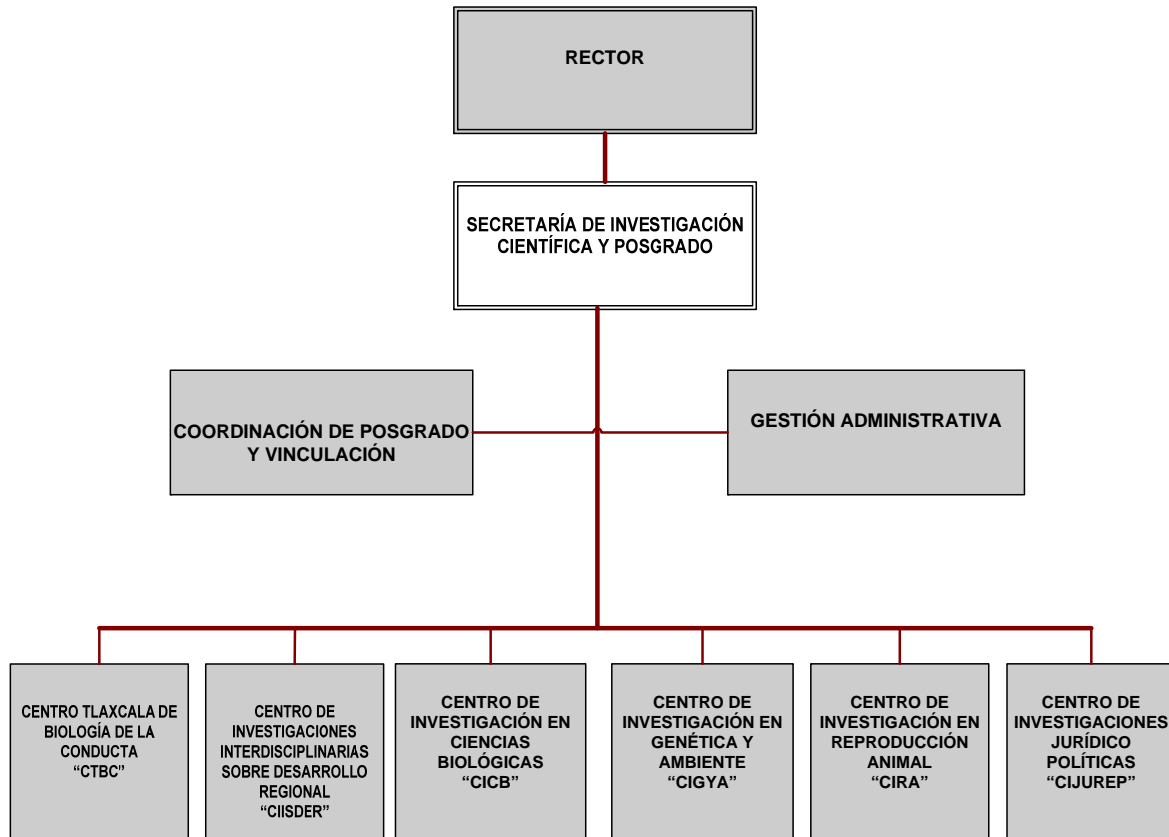 RECTOR
SECRETARÍA DE INVESTIGACIÓN
CIENTÍFICA Y POSGRADO
COORDINACIÓN DE POSGRADO
Y VINCULACIÓN
GESTIÓN ADMINISTRATIVA
CENTRO TLAXCALA DE
BIOLOGÍA DE LA
CONDUCTA
“CTBC”
CENTRO DE
INVESTIGACIONES
INTERDISCIPLINARIAS
SOBRE DESARROLLO
REGIONAL
“CIISDER”
CENTRO DE
INVESTIGACIÓN EN
CIENCIAS
BIOLÓGICAS
“CICB”
CENTRO DE
INVESTIGACIÓN EN
GENÉTICA Y
AMBIENTE
“CIGYA”
CENTRO DE
INVESTIGACIÓN EN
REPRODUCCIÓN
ANIMAL
“CIRA”
CENTRO DE
INVESTIGACIONES
JURÍDICO
POLÍTICAS
“CIJUREP”